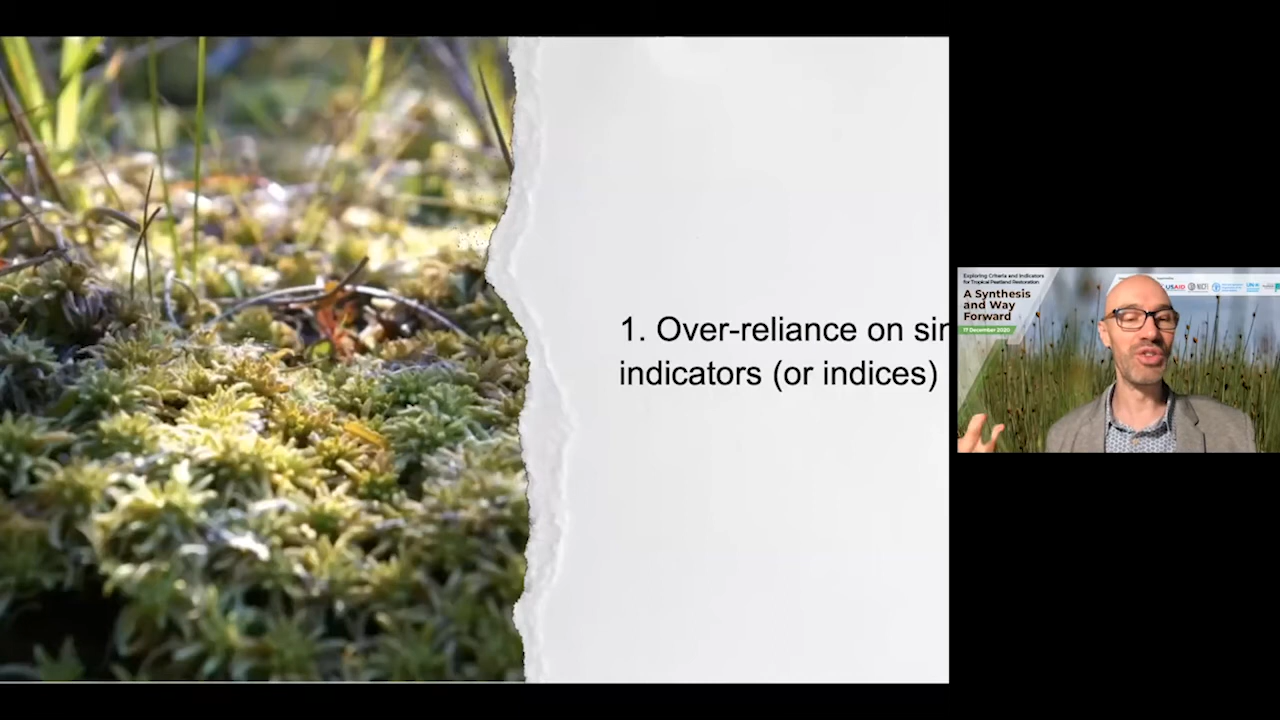 1. Over-reliance on sin
indicators (or indices)
Exploring Criteria and Indicators
for Tropical Peatland Restoration
A Synthesis
and Way
Forward
17 December 2020
USAID